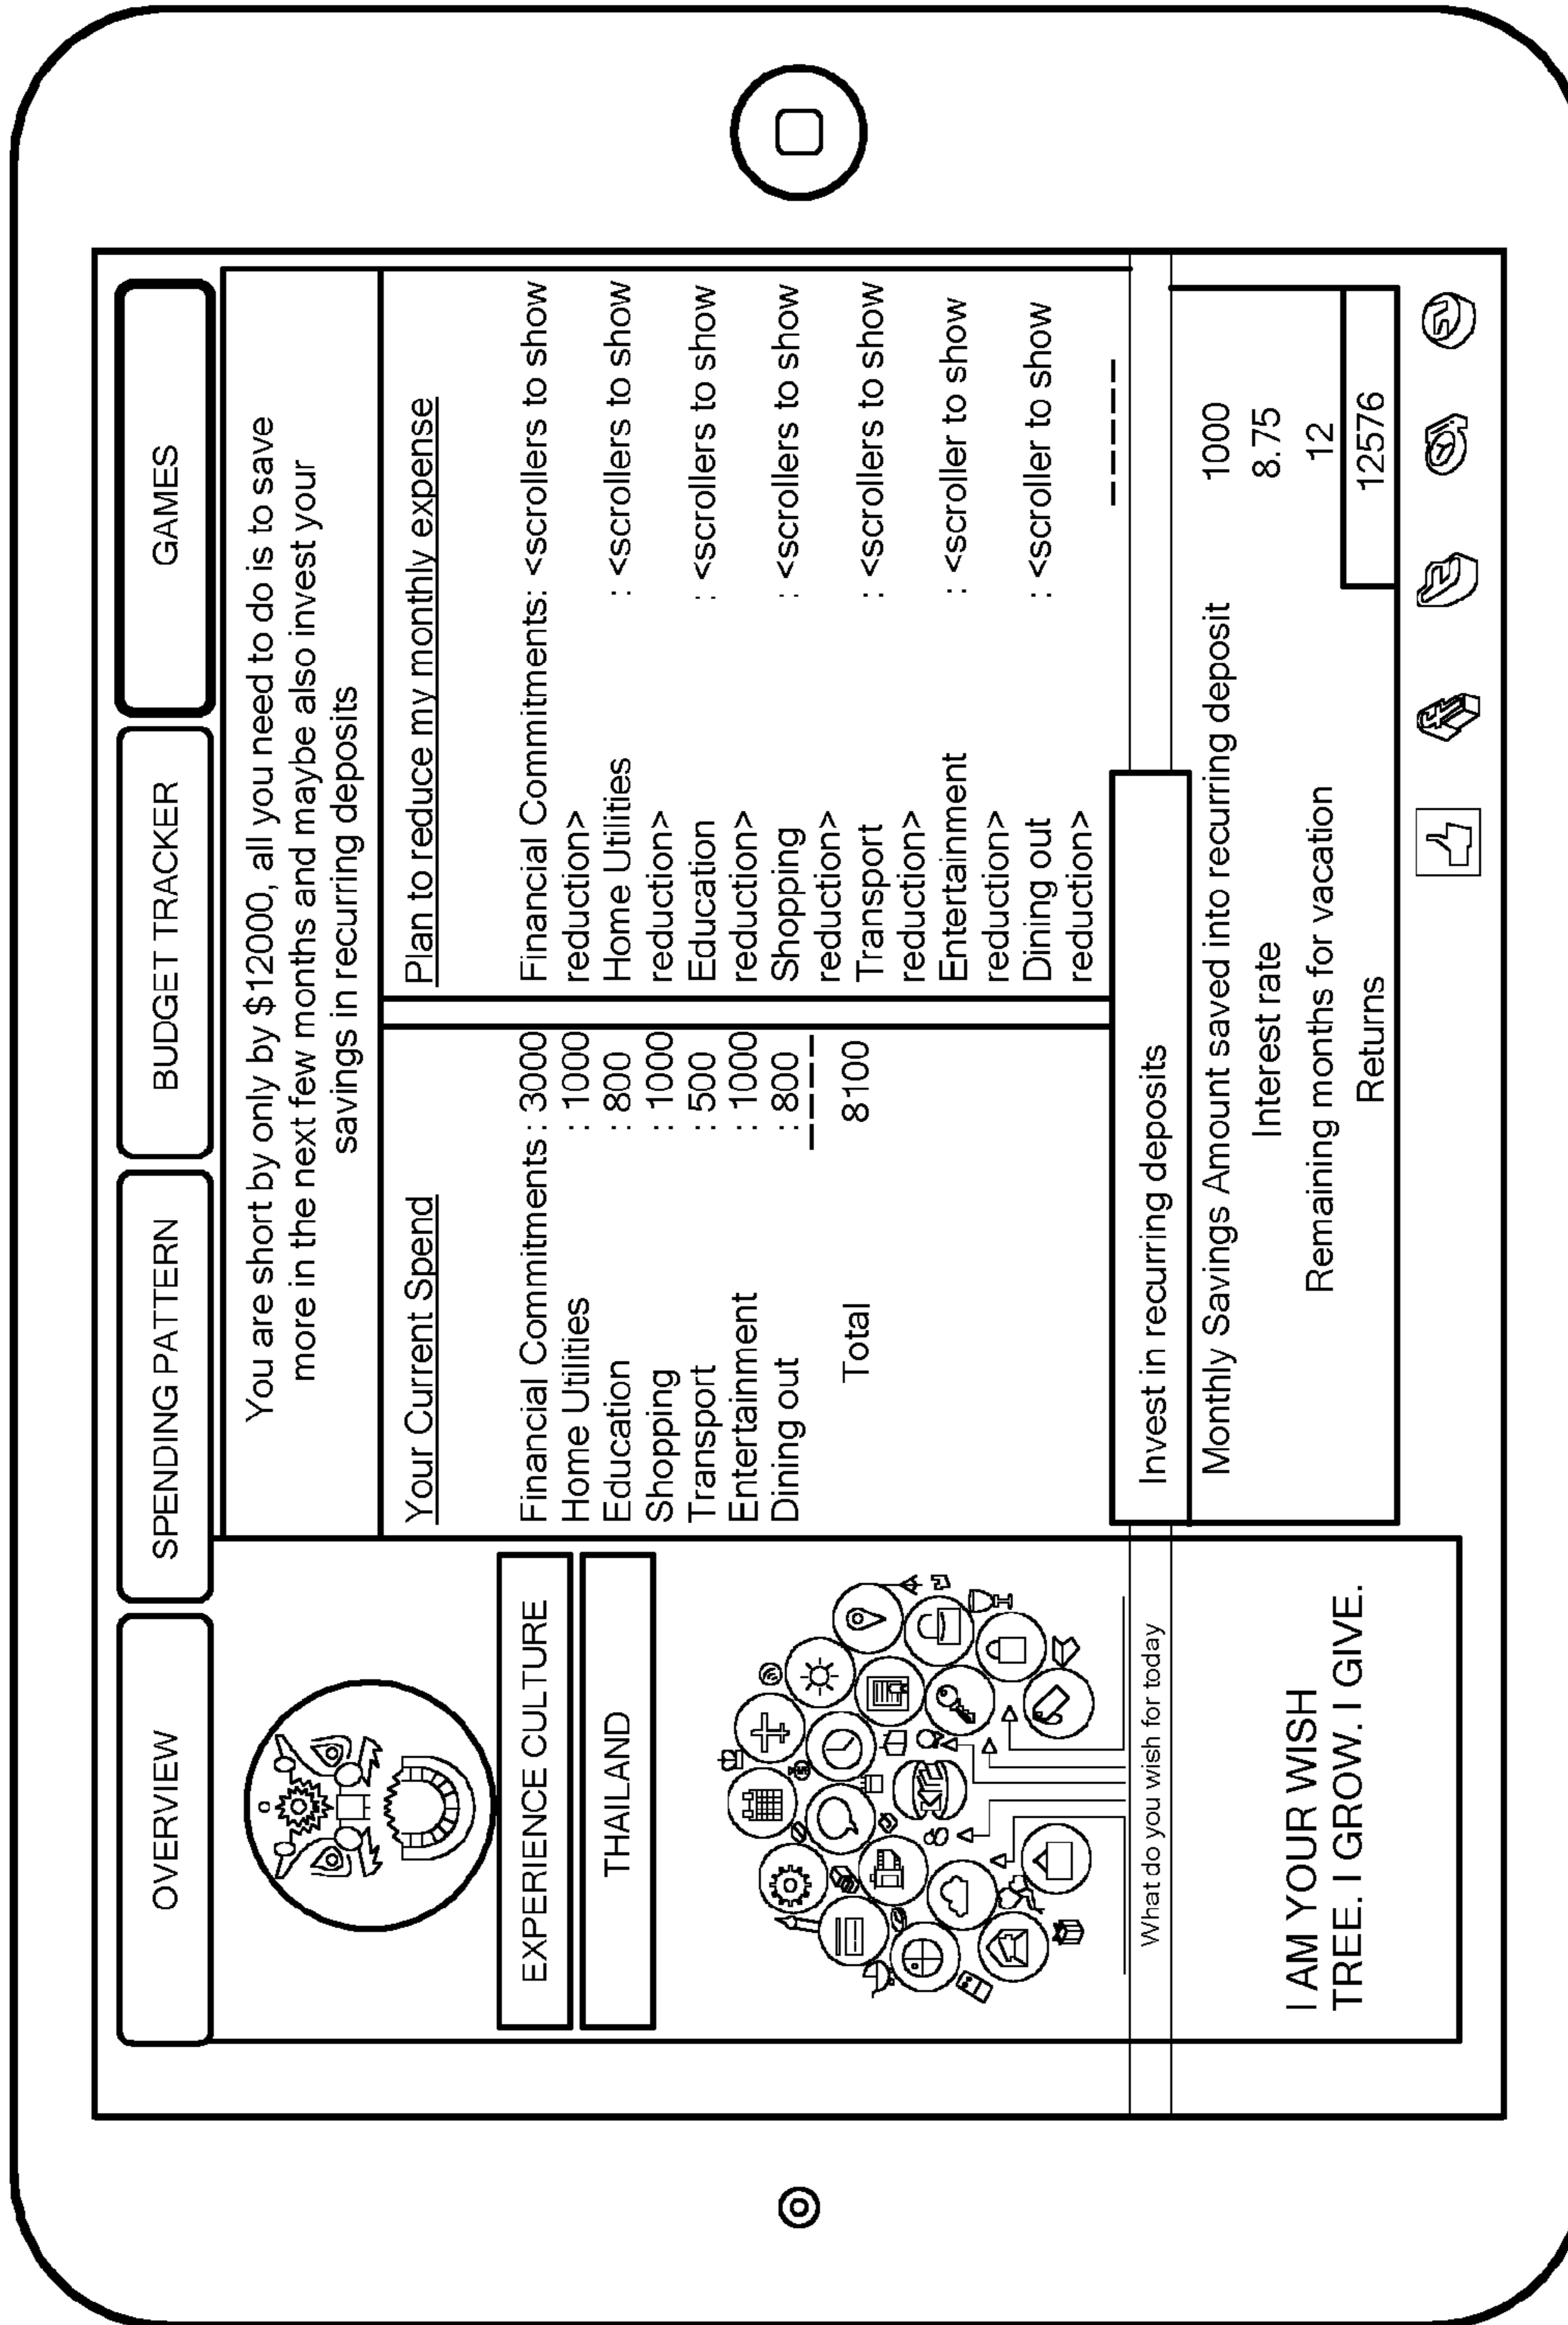 OVERVIEW
SPENDING PATTERN
BUDGET TRACKER
GAMES
EXPERIENCE CULTURE
THAILAND
What do you wish for today
I AM YOUR WISH
TREE. I GROW. I GIVE.
You are short by only by $12000, all you need to do is to save
more in the next few months and maybe also invest your
savings in recurring deposits
Your Current Spend
Financial Commitments : 3000
Home Utilities : 1000
Education : 800
Shopping : 1000
Transport : 500
Entertainment : 1000
Dining out : 800
Total 8100
Plan to reduce my monthly expense
Financial Commitments: <scrollers to show
reduction>
Home Utilities : <scrollers to show
reduction>
Education : <scrollers to show
reduction>
Shopping : <scrollers to show
reduction>
Transport : <scrollers to show
reduction>
Entertainment : <scroller to show
reduction>
Dining out : <scroller to show
reduction>
Invest in recurring deposits
Monthly Savings Amount saved into recurring deposit 1000
Interest rate 8.75
Remaining months for vacation 12
Returns 12576